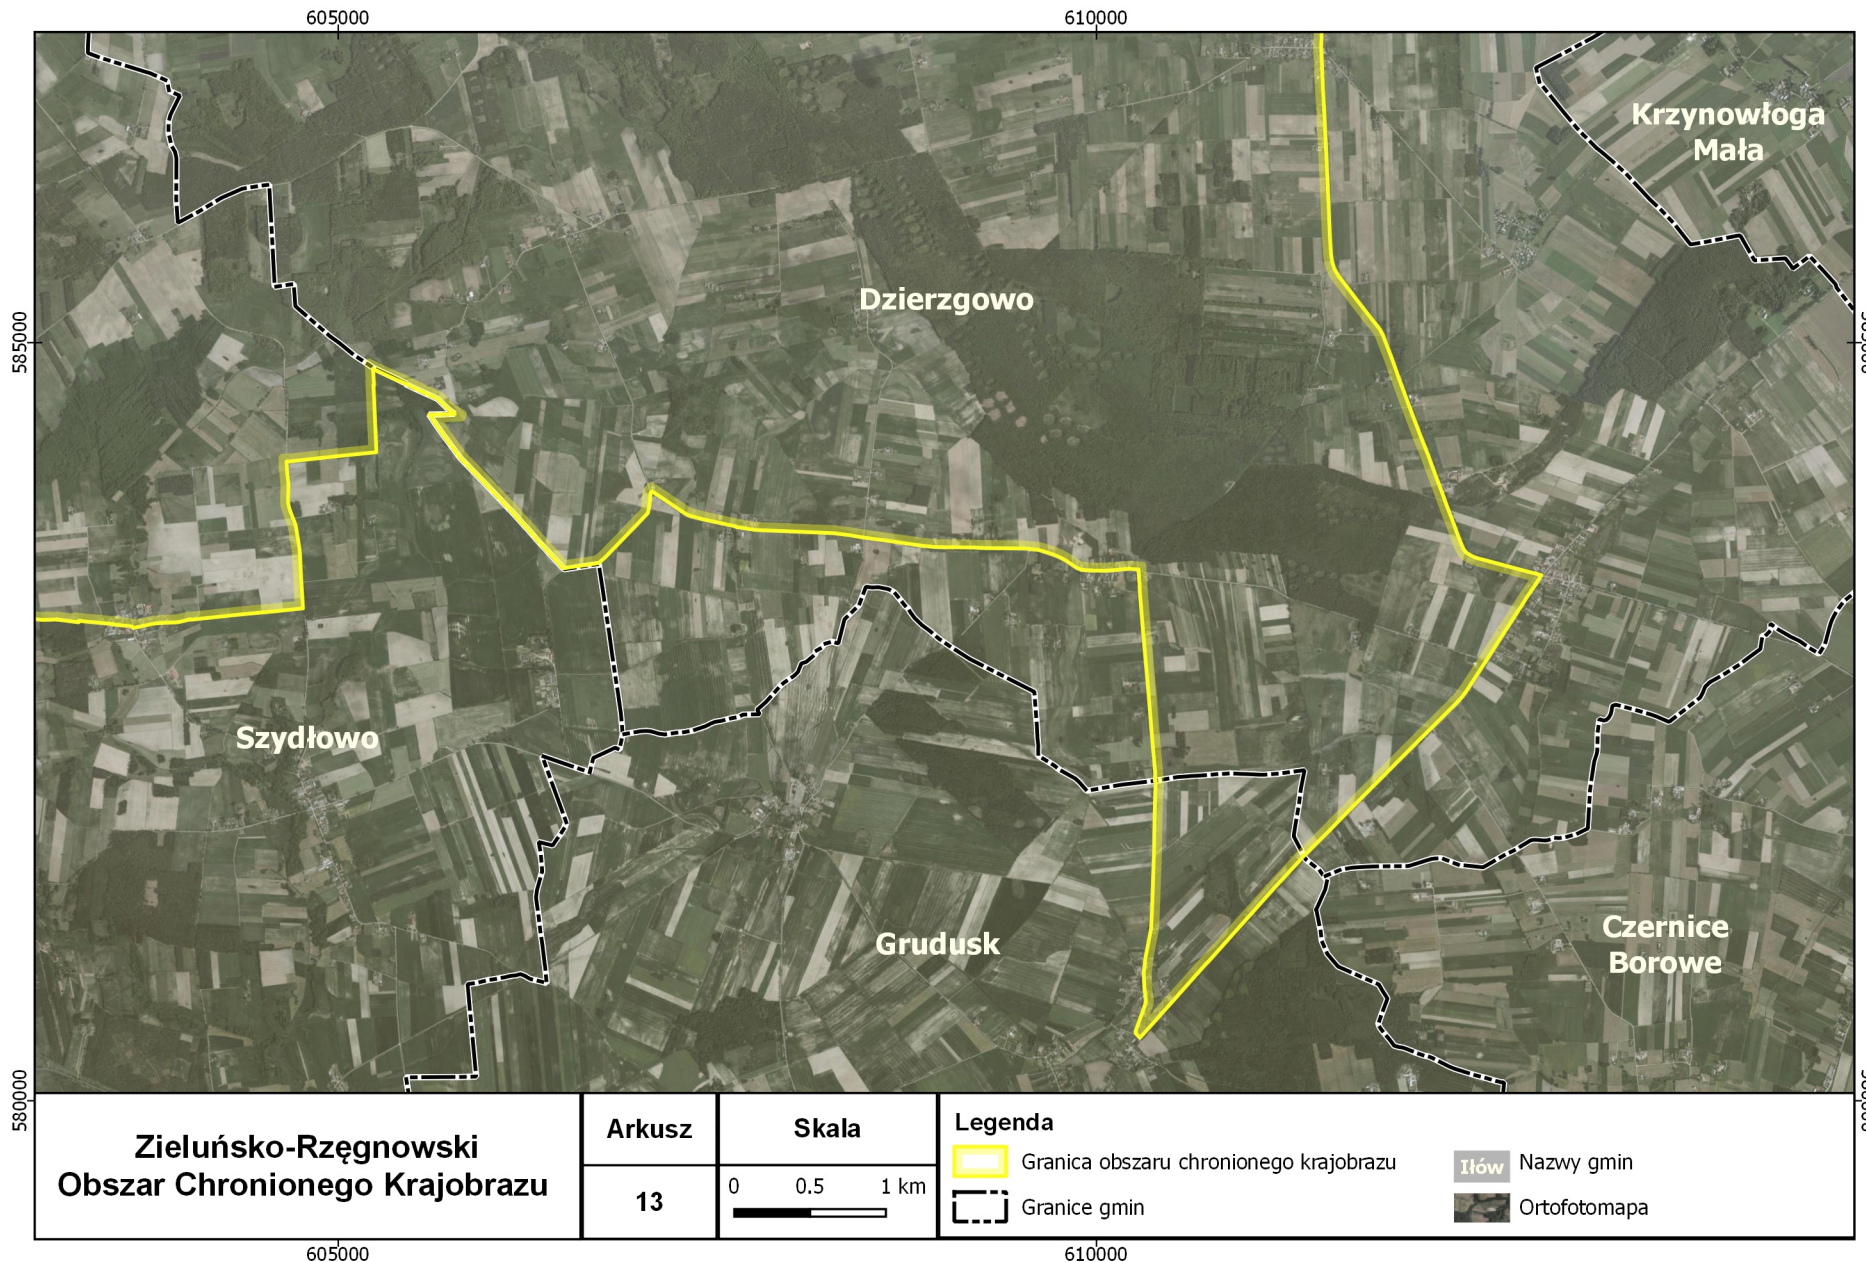 605000
610000
Krzynowłoga
Mała
Dzierzgowo
585000
Szydłowo
Grudusk
Czernice
Borowe
580000
Zieluńsko-Rzęgnowski
Obszar Chronionego Krajobrazu
Arkusz
13
Skala
0 0.5 1 km
Legenda
Granica obszaru chronionego krajobrazu
Granice gmin
Iłów Nazwy gmin
Ortofotomapa
605000
610000